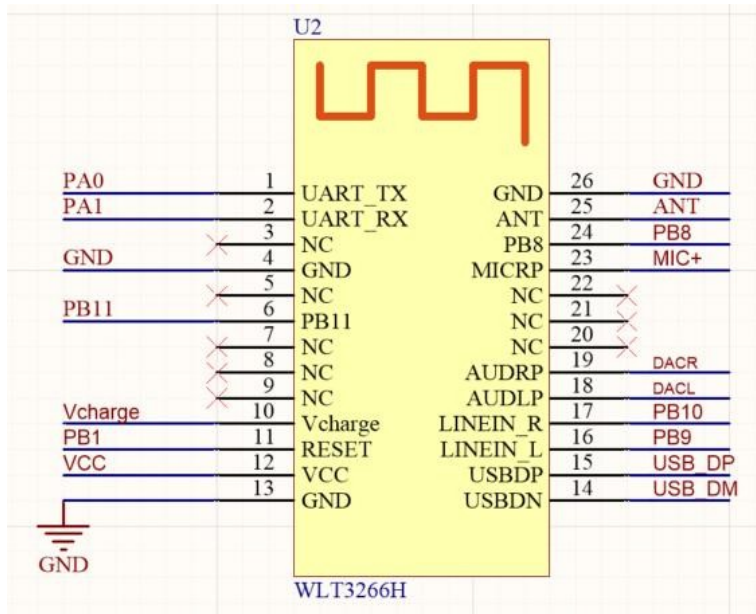 U2
PA0 1 UART_TX GND 26 GND
PA1 2 UART_RX ANT 25 ANT
3 NC PB8 24 PB8
GND 4 GND MICRP 23 MIC+
5 NC NC 22
PB11 6 PB11 NC 21
7 NC NC 20
8 NC AUDRP 19 DACR
9 NC AUDLP 18 DACL
Vcharge 10 Vcharge LINEIN_R 17 PB10
PB1 11 RESET LINEIN_L 16 PB9
VCC 12 VCC USBDP 15 USB_DP
13 GND USBDN 14 USB_DM
GND
WLT3266H